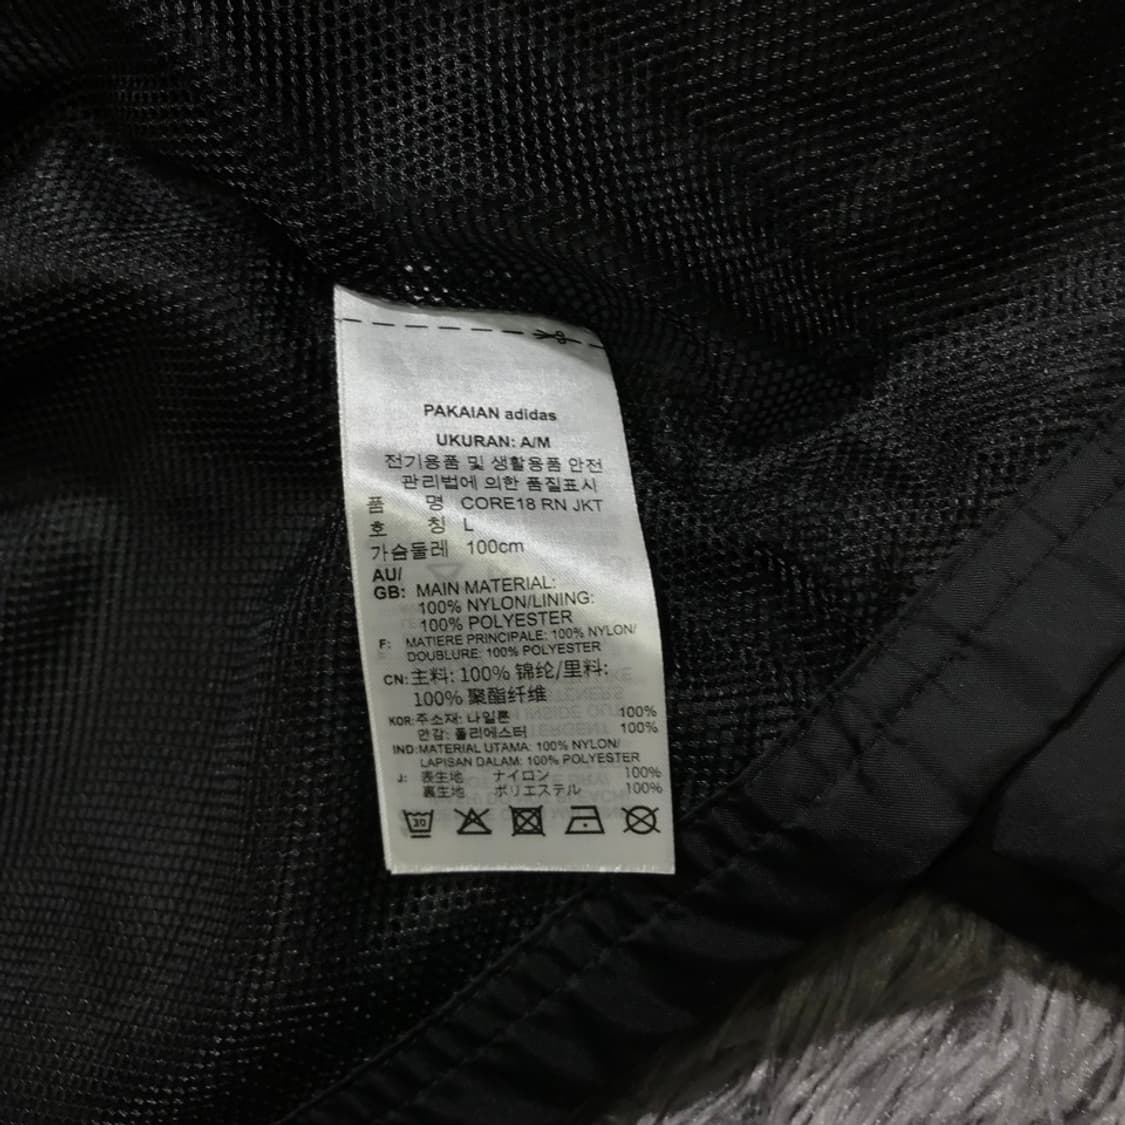 PAKAIAN adidas
UKURAN: A/M
전기용품 및 생활용품 안전
관리법에 의한 품질표시
품 명 CORE18 RN JKT
호 칭 L
가슴둘레 100cm
AU/
GB: MAIN MATERIAL:
100% NYLON/LINING:
100% POLYESTER
F: MATIERE PRINCIPALE: 100% NYLON/
DOUBLURE: 100% POLYESTER
CN: 主料: 100% 锦纶/里料:
100% 聚酯纤维
KOR: 주소재: 나일론 100%
안감: 폴리에스터 100%
IND: MATERIAL UTAMA: 100% NYLON/
LAPISAN DALAM: 100% POLYESTER
J: 表生地 ナイロン 100%
裏生地 ポリエステル 100%
30